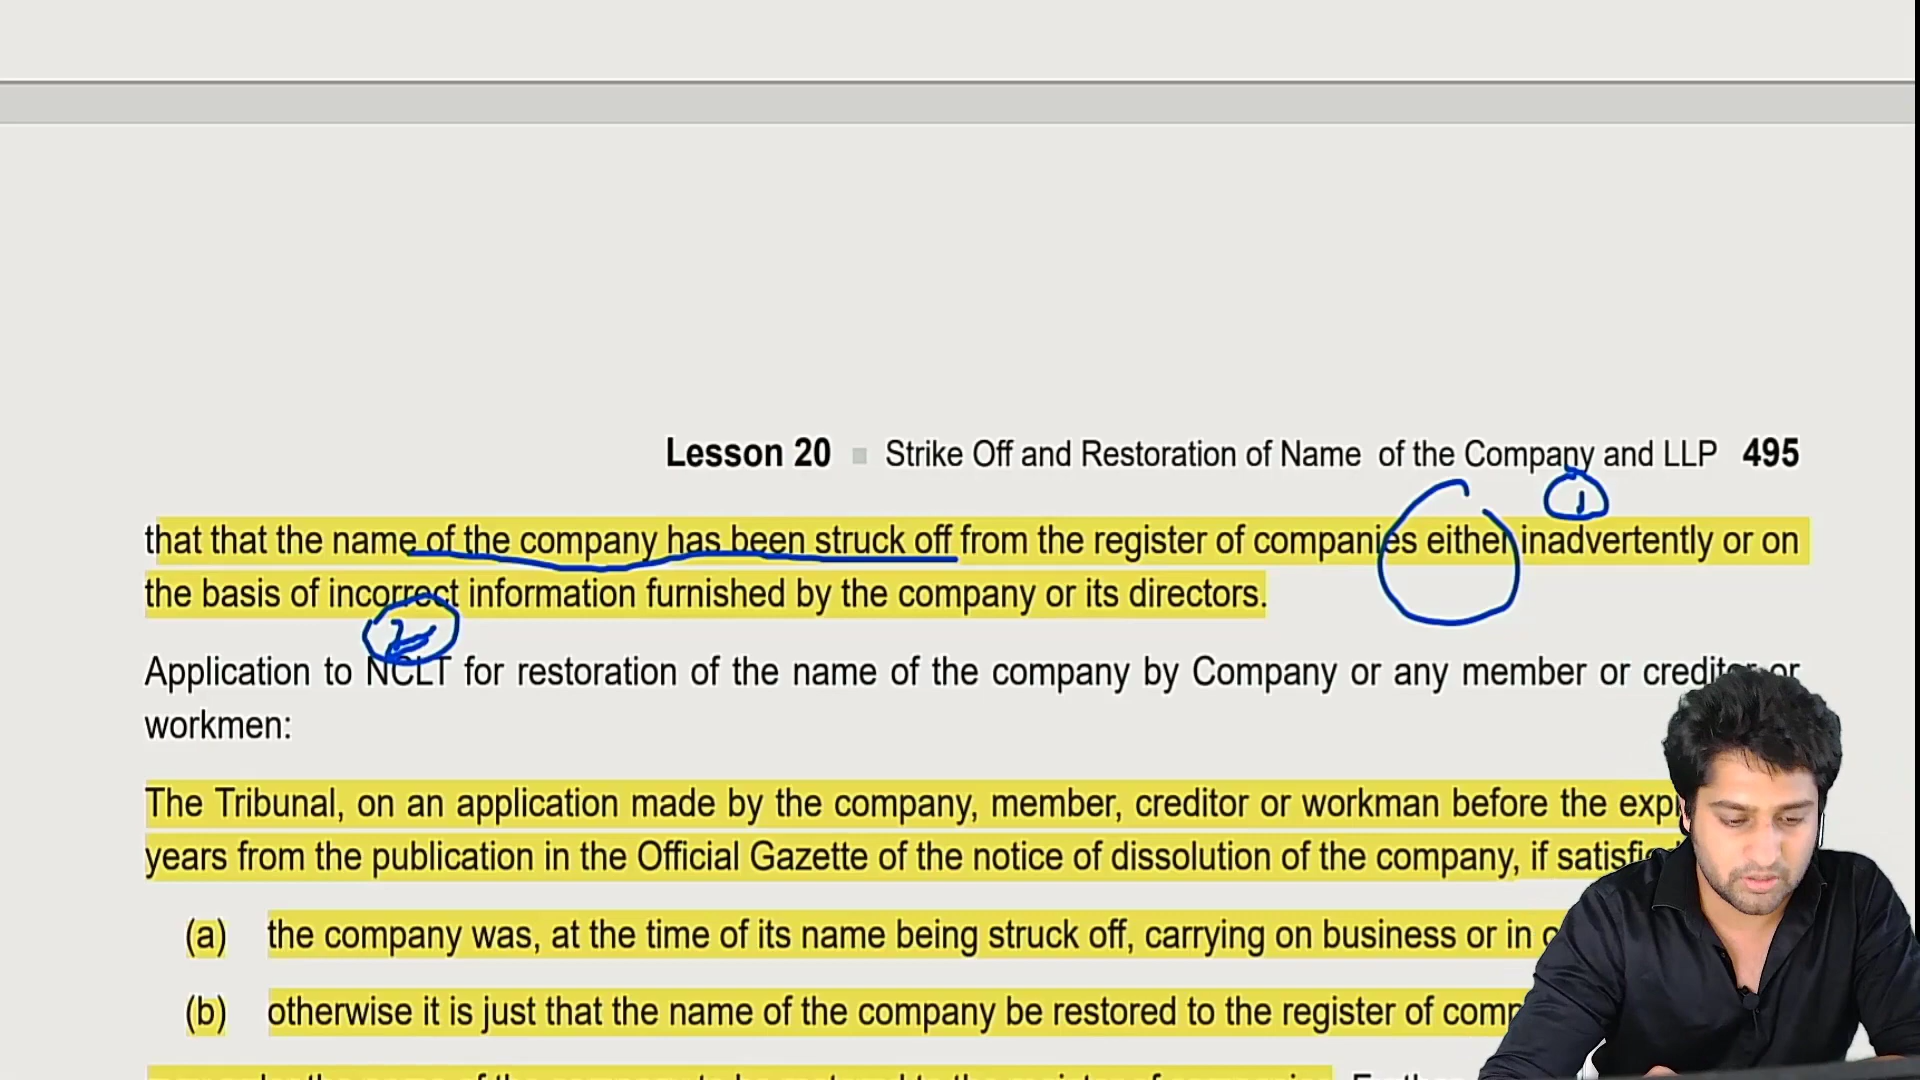 Lesson 20 ■ Strike Off and Restoration of Name of the Company and LLP 495
1
that that the name of the company has been struck off from the register of companies either inadvertently or on
the basis of incorrect information furnished by the company or its directors.
2
Application to NCLT for restoration of the name of the company by Company or any member or creditor or
workmen:
The Tribunal, on an application made by the company, member, creditor or workman before the
years from the publication in the Official Gazette of the notice of dissolution of the company, if
(a) the company was, at the time of its name being struck off, carrying on business or in
(b) otherwise it is just that the name of the company be restored to the register of